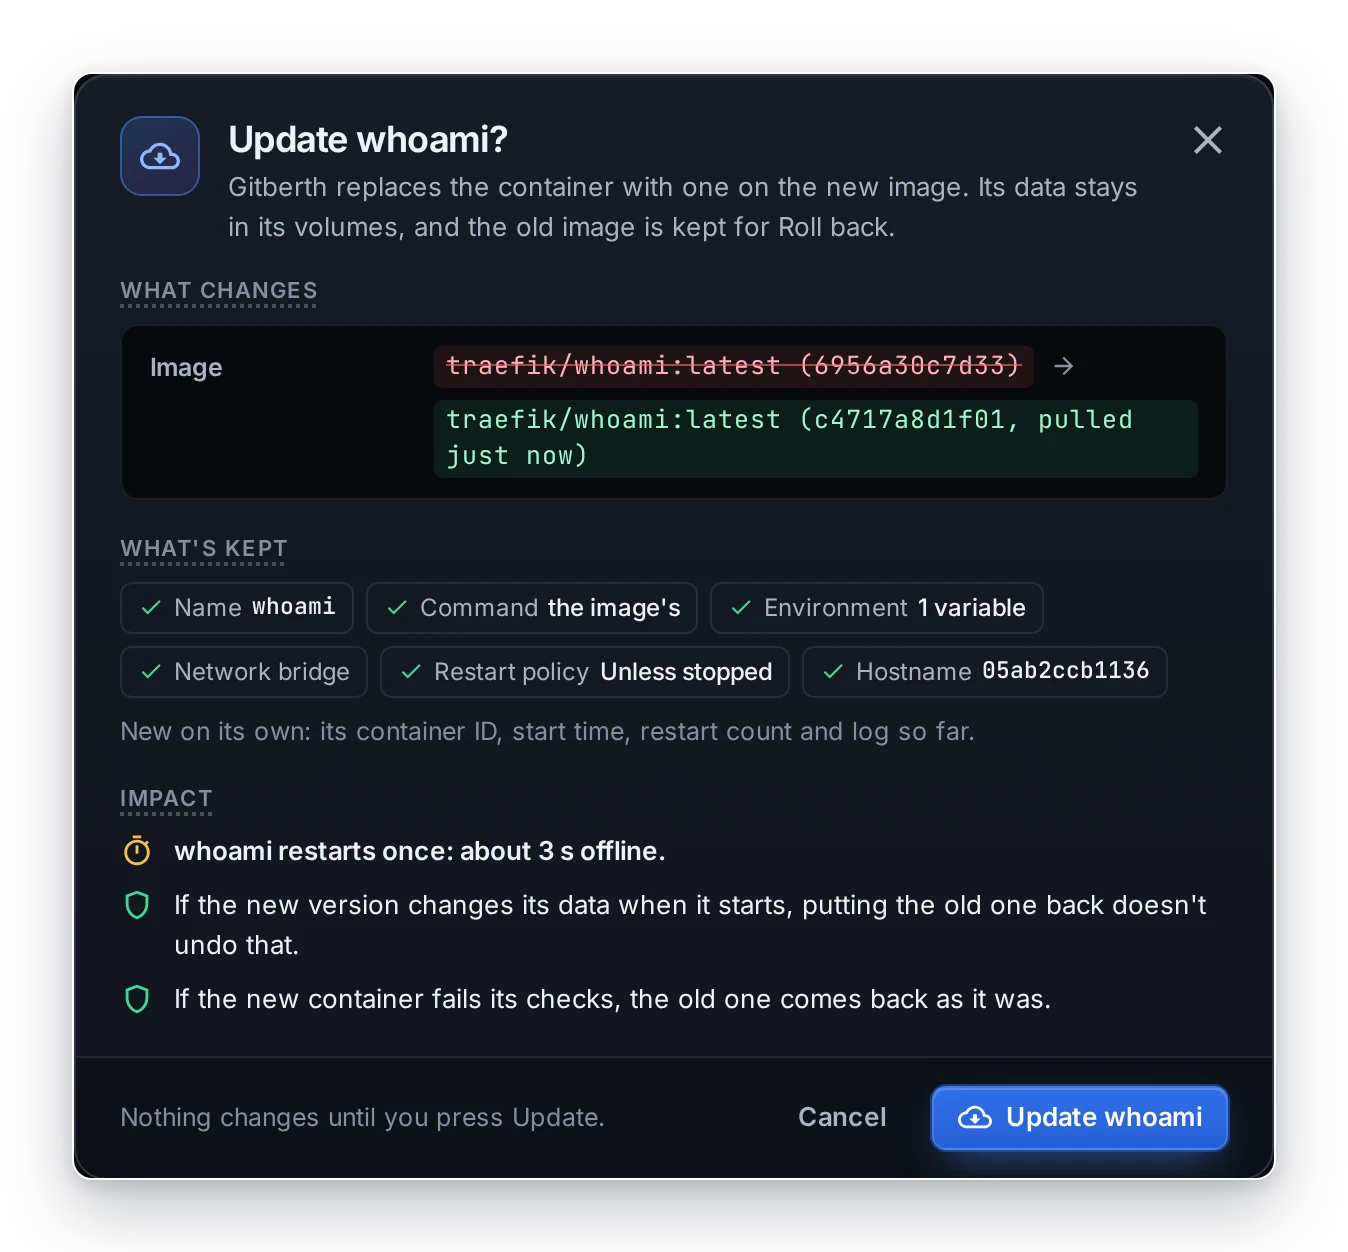 Update whoami?
Gitberth replaces the container with one on the new image. Its data stays
in its volumes, and the old image is kept for Roll back.
WHAT CHANGES
Image traefik/whoami:latest (6956a30c7d33) →
traefik/whoami:latest (c4717a8d1f01, pulled
just now)
WHAT'S KEPT
Name whoami Command the image's Environment 1 variable
Network bridge Restart policy Unless stopped Hostname 05ab2ccb1136
New on its own: its container ID, start time, restart count and log so far.
IMPACT
whoami restarts once: about 3 s offline.
If the new version changes its data when it starts, putting the old one back doesn't
undo that.
If the new container fails its checks, the old one comes back as it was.
Nothing changes until you press Update. Cancel Update whoami